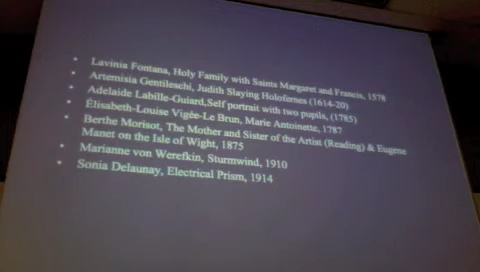 • Lavinia Fontana, Holy Family with Saints Margaret and Francis, 1578
• Artemisia Gentileschi, Judith Slaying Holofernes (1614-20)
• Adelaide Labille-Guiard,Self portrait with two pupils, (1785)
• Élisabeth-Louise Vigée-Le Brun, Marie Antoinette, 1787
• Berthe Morisot, The Mother and Sister of the Artist (Reading) & Eugene
Manet on the Isle of Wight, 1875
• Marianne von Werefkin, Sturmwind, 1910
• Sonia Delaunay, Electrical Prism, 1914